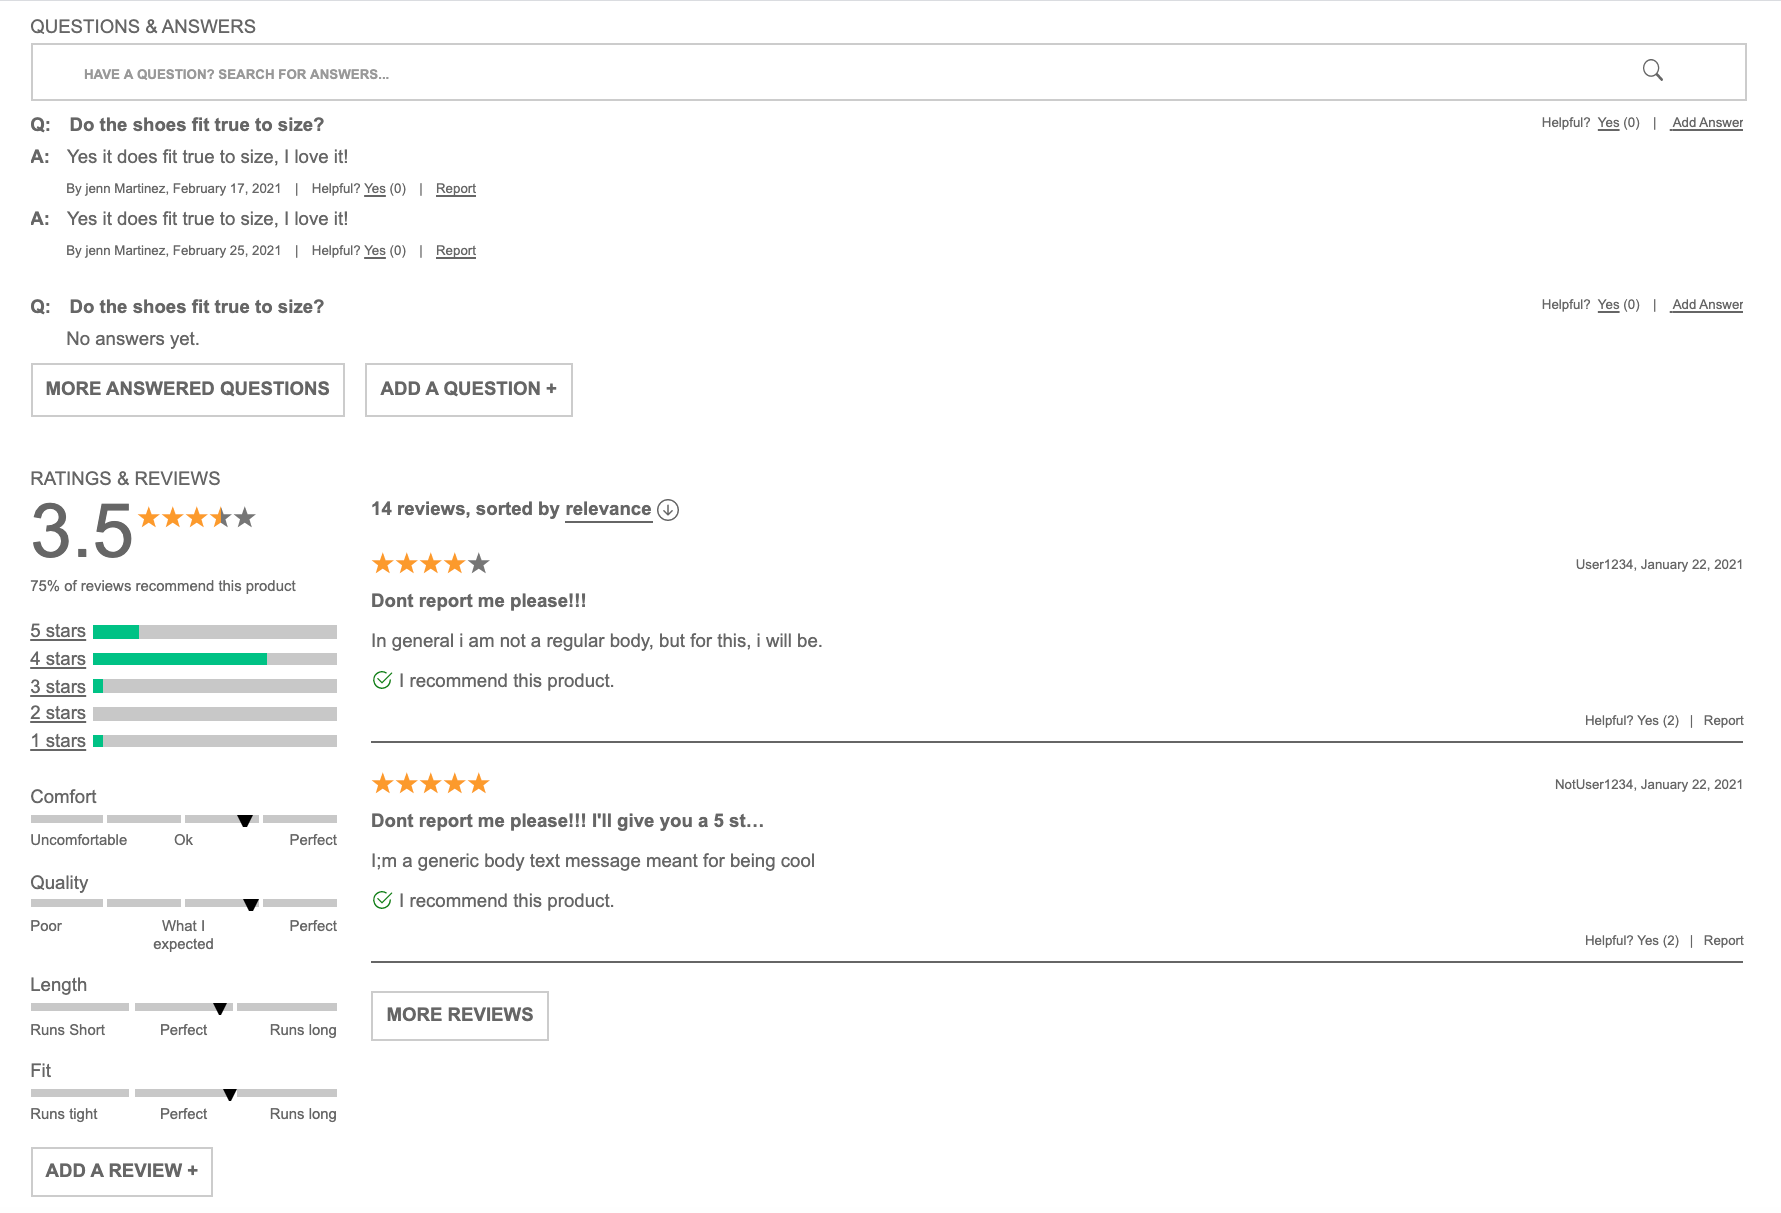 QUESTIONS & ANSWERS
HAVE A QUESTION? SEARCH FOR ANSWERS...
Q: Do the shoes fit true to size? Helpful? Yes (0) | Add Answer
A: Yes it does fit true to size, I love it!
By jenn Martinez, February 17, 2021 | Helpful? Yes (0) | Report
A: Yes it does fit true to size, I love it!
By jenn Martinez, February 25, 2021 | Helpful? Yes (0) | Report
Q: Do the shoes fit true to size? Helpful? Yes (0) | Add Answer
No answers yet.
MORE ANSWERED QUESTIONS
ADD A QUESTION +
RATINGS & REVIEWS
3.5
75% of reviews recommend this product
5 stars
4 stars
3 stars
2 stars
1 stars
Comfort
Uncomfortable Ok Perfect
Quality
Poor What I Perfect
expected
Length
Runs Short Perfect Runs long
Fit
Runs tight Perfect Runs long
ADD A REVIEW +
14 reviews, sorted by relevance
User1234, January 22, 2021
Dont report me please!!!
In general i am not a regular body, but for this, i will be.
I recommend this product.
Helpful? Yes (2) | Report
NotUser1234, January 22, 2021
Dont report me please!!! I'll give you a 5 st...
I;m a generic body text message meant for being cool
I recommend this product.
Helpful? Yes (2) | Report
MORE REVIEWS